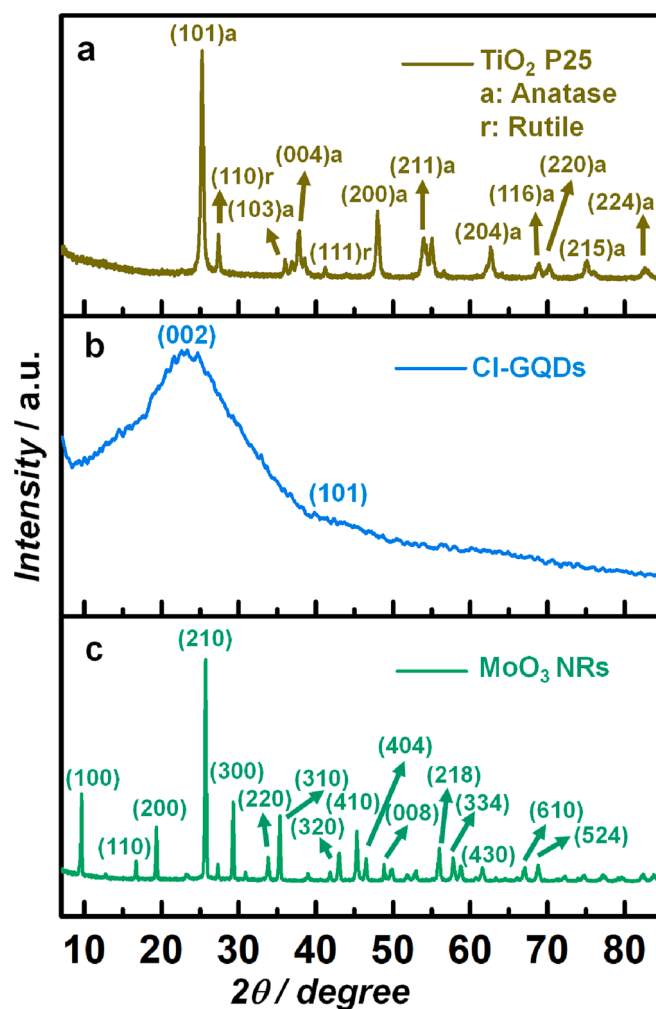 a
TiO2 P25
a: Anatase
r: Rutile
(101)a
(110)r
(103)a
(004)a
(111)r
(200)a
(211)a
(204)a
(116)a
(220)a
(215)a
(224)a
b
(002)
Cl-GQDs
(101)
Intensity / a.u.
c
(210)
MoO3 NRs
(100)
(110)
(200)
(300)
(220)
(310)
(320)
(410)
(404)
(008)
(218)
(334)
(430)
(610)
(524)
10 20 30 40 50 60 70 80
2θ / degree